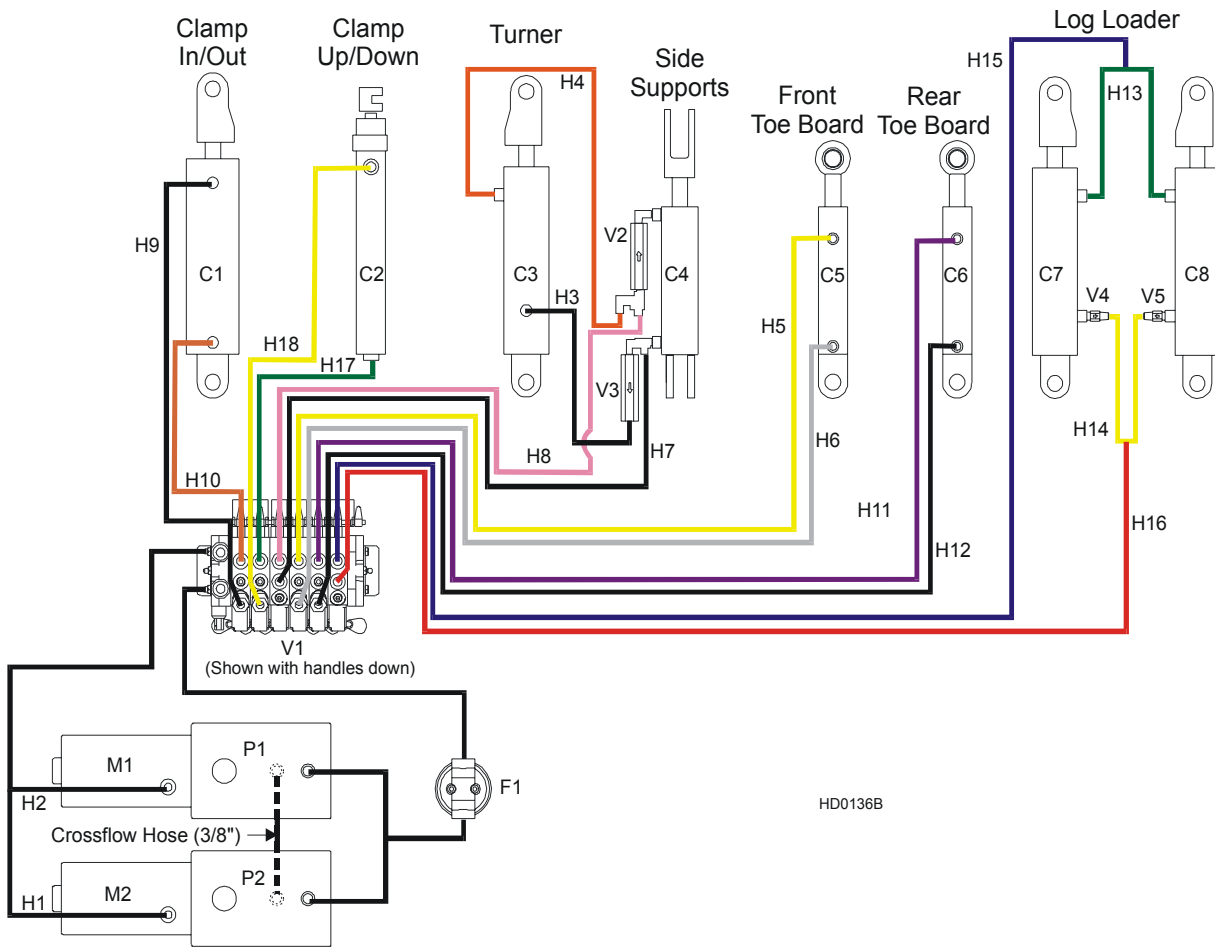 Clamp
In/Out
Clamp
Up/Down
Turner
Side
Supports
Front
Toe Board
Rear
Toe Board
Log Loader
H15
H13
H4
H9
C1
C2
C3
H3
V2
C4
C5
C6
C7
C8
V4
V5
H5
H18
H17
V3
H7
H6
H8
H14
H10
H11
H12
H16
V1
(Shown with handles down)
M1
P1
F1
H2
Crossflow Hose (3/8")
HD0136B
M2
P2
H1